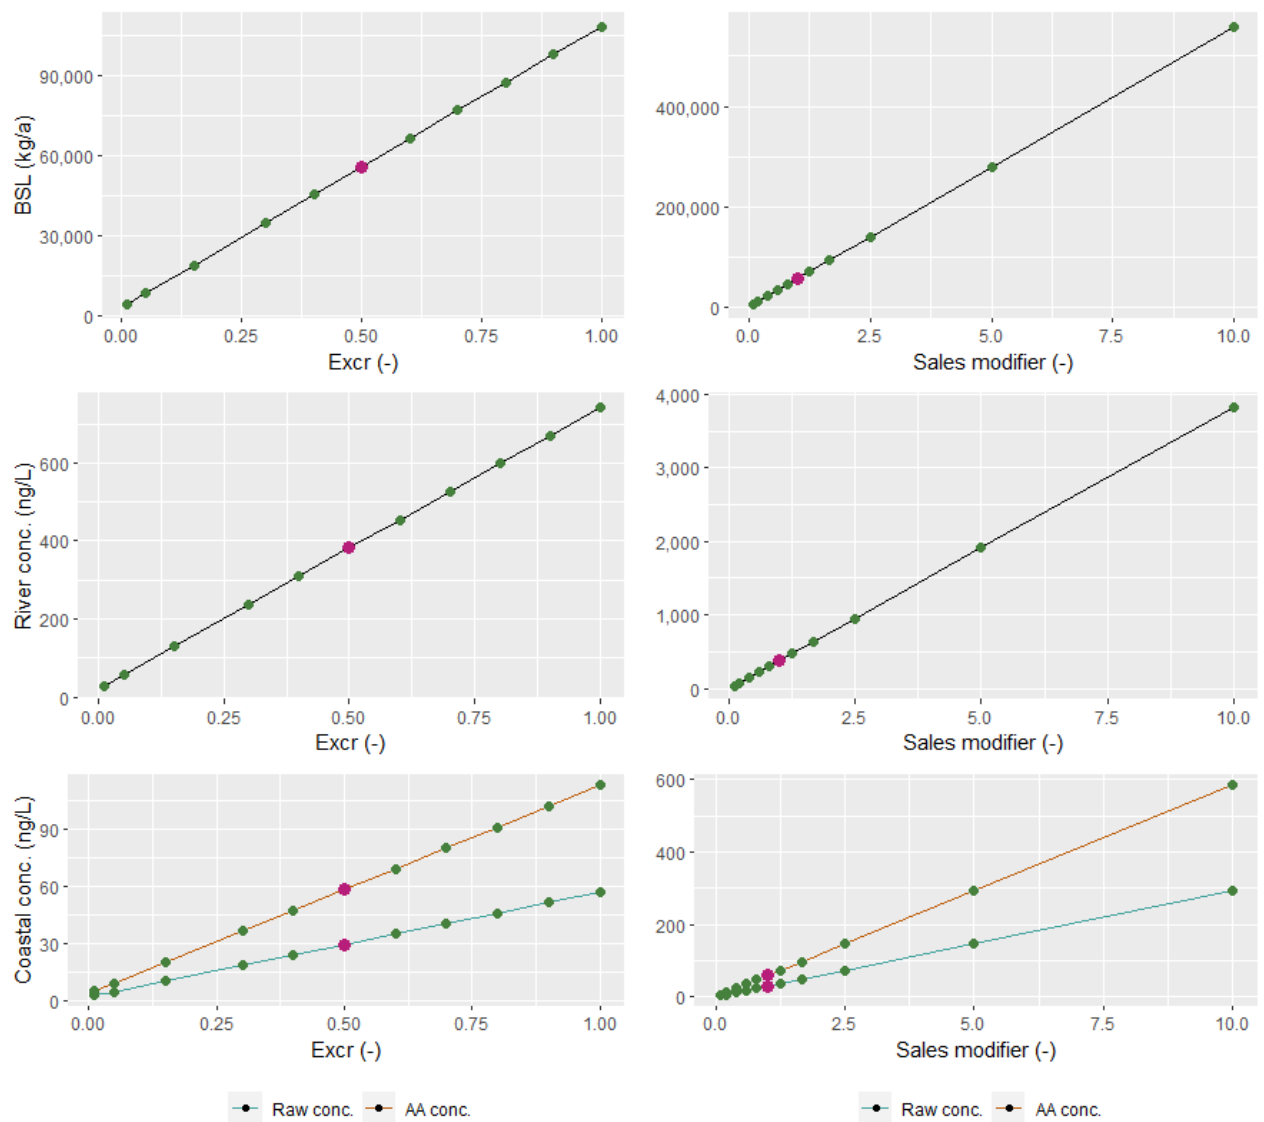 BSL (kg/a)
90,000
60,000
30,000
0
0.00 0.25 0.50 0.75 1.00
Excr (-)
400,000
200,000
0
0.0 2.5 5.0 7.5 10.0
Sales modifier (-)
River conc. (ng/L)
600
400
200
0
0.00 0.25 0.50 0.75 1.00
Excr (-)
4,000
3,000
2,000
1,000
0
0.0 2.5 5.0 7.5 10.0
Sales modifier (-)
Coastal conc. (ng/L)
90
60
30
0
0.00 0.25 0.50 0.75 1.00
Excr (-)
600
400
200
0
0.0 2.5 5.0 7.5 10.0
Sales modifier (-)
Raw conc. AA conc.
Raw conc. AA conc.